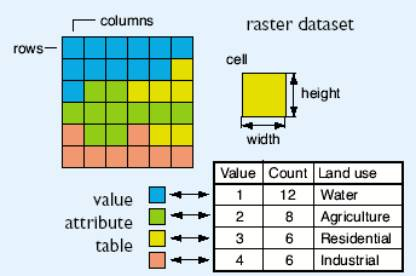 columns
raster dataset
rows
cell
height
width
Value Count Land use
1 12 Water
2 8 Agriculture
3 6 Residential
4 6 Industrial
value
attribute
table